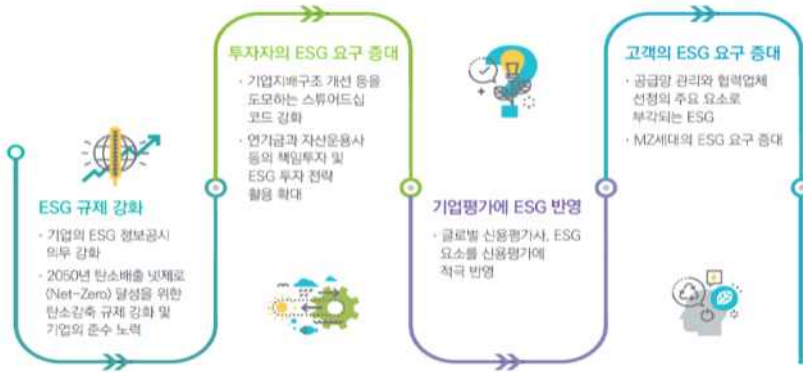 ESG 규제 강화
· 기업의 ESG 정보공시
의무 강화
· 2050년 탄소배출 넷제로
(Net-Zero) 달성을 위한
탄소감축 규제 강화 및
기업의 준수 노력
투자자의 ESG 요구 증대
· 기업지배구조 개선 등을
도모하는 스튜어드십
코드 강화
· 연기금과 자산운용사
등의 책임투자 및
ESG 투자 전략
활용 확대
기업평가에 ESG 반영
· 글로벌 신용평가사, ESG
요소를 신용평가에
적극 반영
고객의 ESG 요구 증대
· 공급망 관리와 협력업체
선정의 주요 요소로
부각되는 ESG
· MZ세대의 ESG 요구 증대